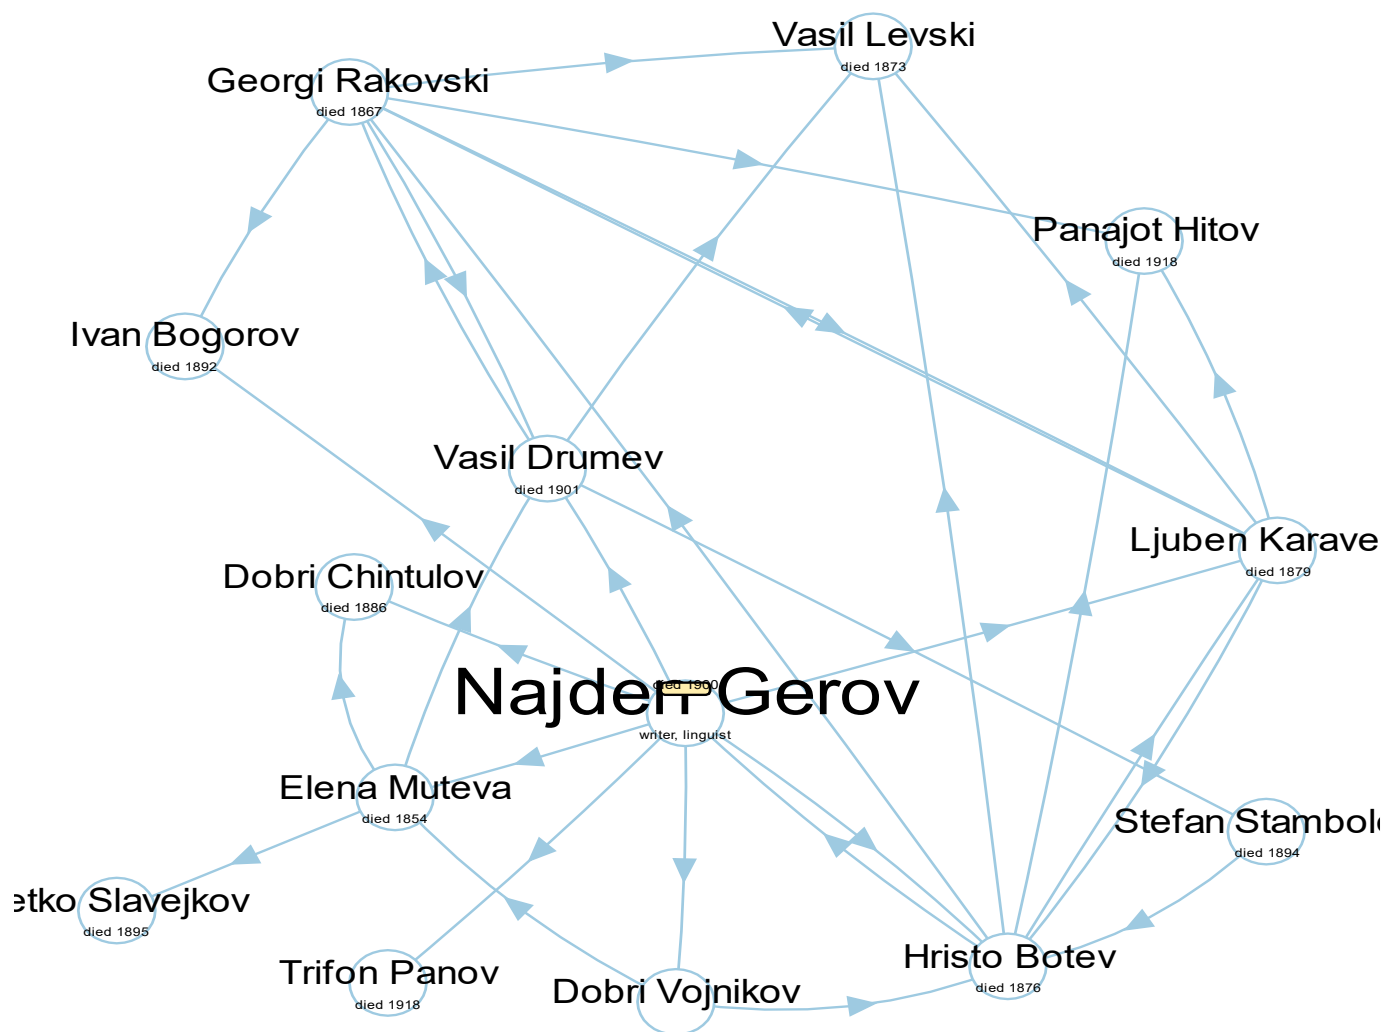 Vasil Levski
died 1873
Georgi Rakovski
died 1867
Panajot Hitov
died 1918
Ivan Bogorov
died 1892
Vasil Drumev
died 1901
Ljuben Karave
died 1879
Dobri Chintulov
died 1886
died 1900
Najden Gerov
writer, linguist
Elena Muteva
died 1854
Stefan Stambol
died 1894
etko Slavejkov
died 1895
Hristo Botev
died 1876
Trifon Panov
died 1918
Dobri Vojnikov